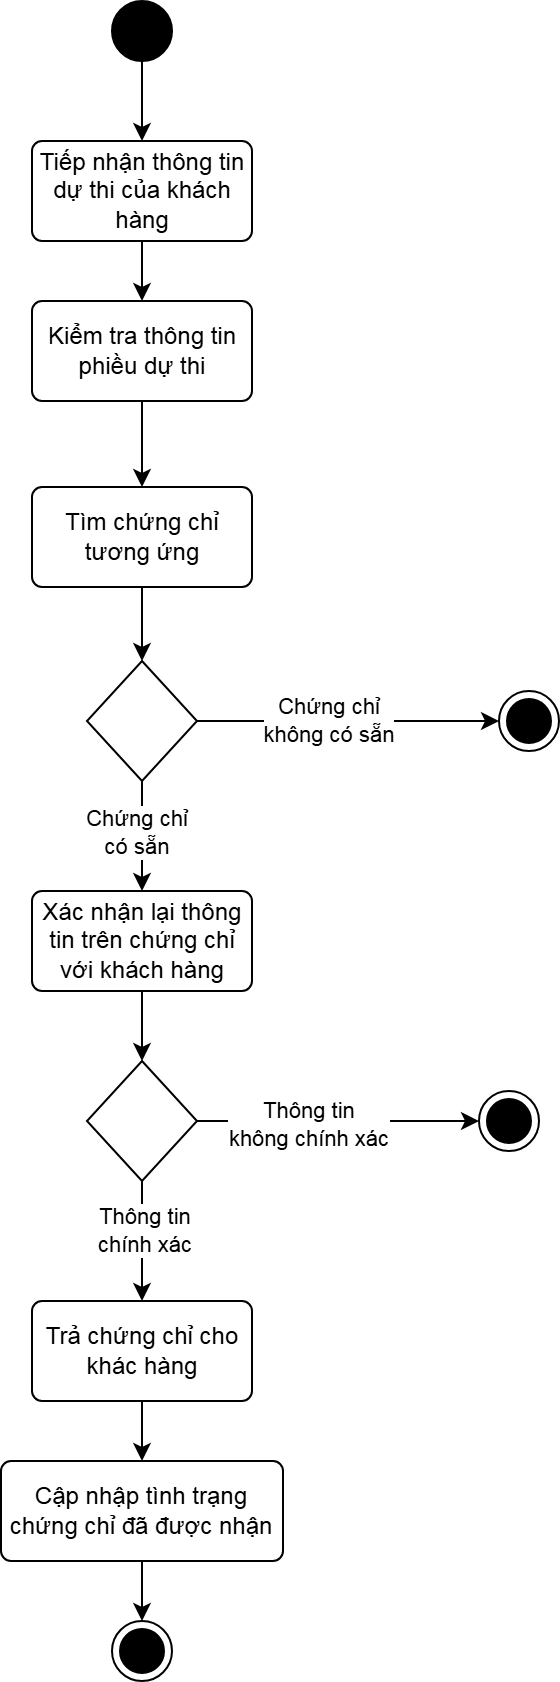 Tiếp nhận thông tin
dự thi của khách
hàng
Kiểm tra thông tin
phiều dự thi
Tìm chứng chỉ
tương ứng
Chứng chỉ
không có sẵn
Chứng chỉ
có sẵn
Xác nhận lại thông
tin trên chứng chỉ
với khách hàng
Thông tin
không chính xác
Thông tin
chính xác
Trả chứng chỉ cho
khác hàng
Cập nhập tình trạng
chứng chỉ đã được nhận